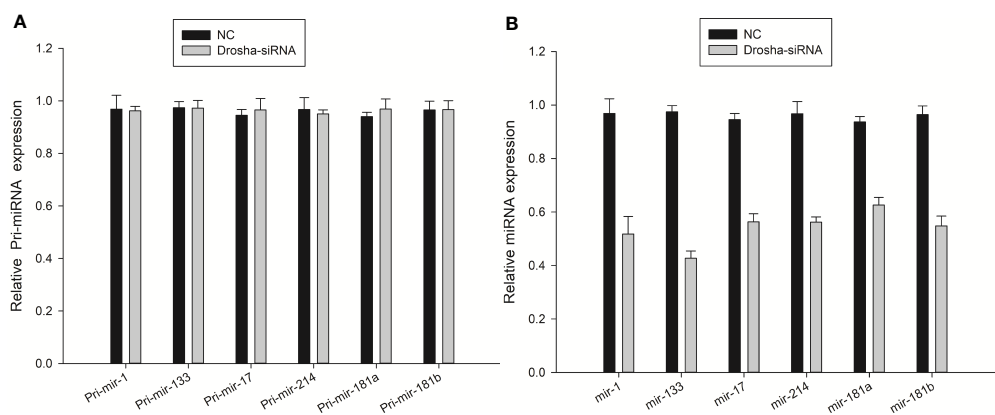 A
NC
Drosha-siRNA
Relative Pri-miRNA expression
1.2
1.0
0.8
0.6
0.4
0.2
0.0
Pri-mir-1
Pri-mir-133
Pri-mir-17
Pri-mir-214
Pri-mir-181a
Pri-mir-181b
B
NC
Drosha-siRNA
Relative miRNA expression
1.2
1.0
0.8
0.6
0.4
0.2
0.0
mir-1
mir-133
mir-17
mir-214
mir-181a
mir-181b